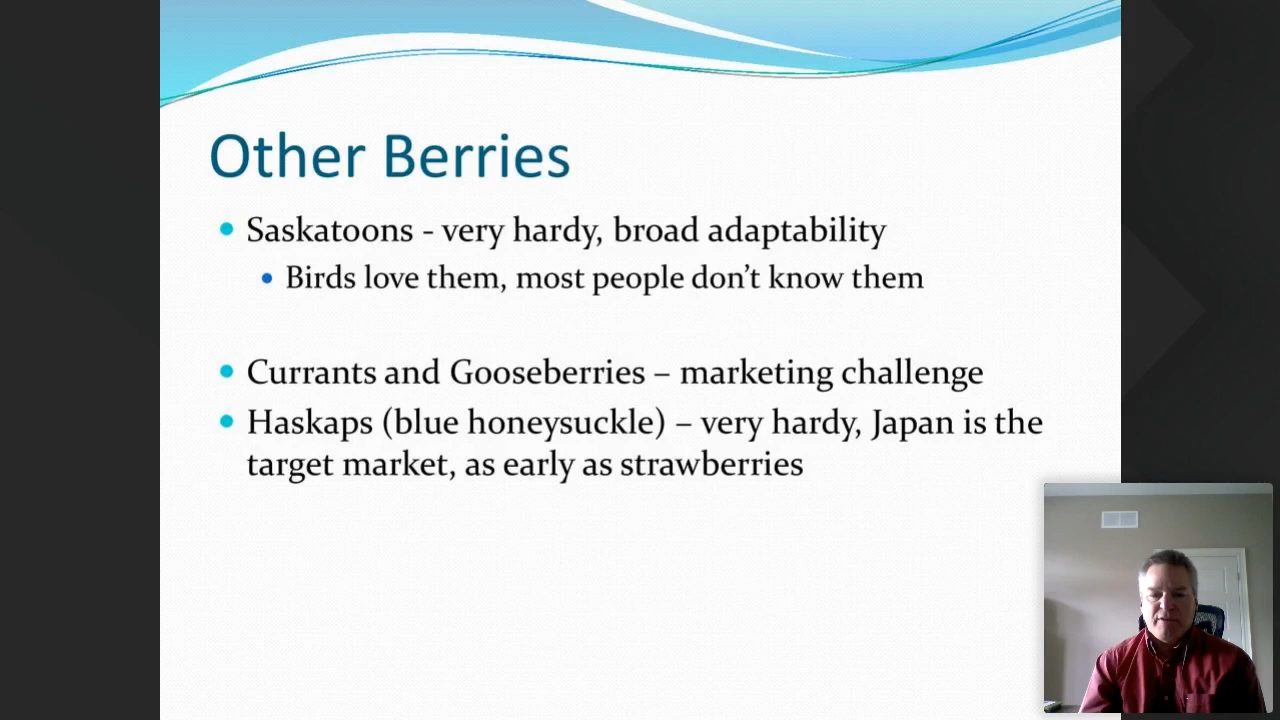 Other Berries
• Saskatoons - very hardy, broad adaptability
• Birds love them, most people don’t know them
• Currants and Gooseberries – marketing challenge
• Haskaps (blue honeysuckle) – very hardy, Japan is the
target market, as early as strawberries